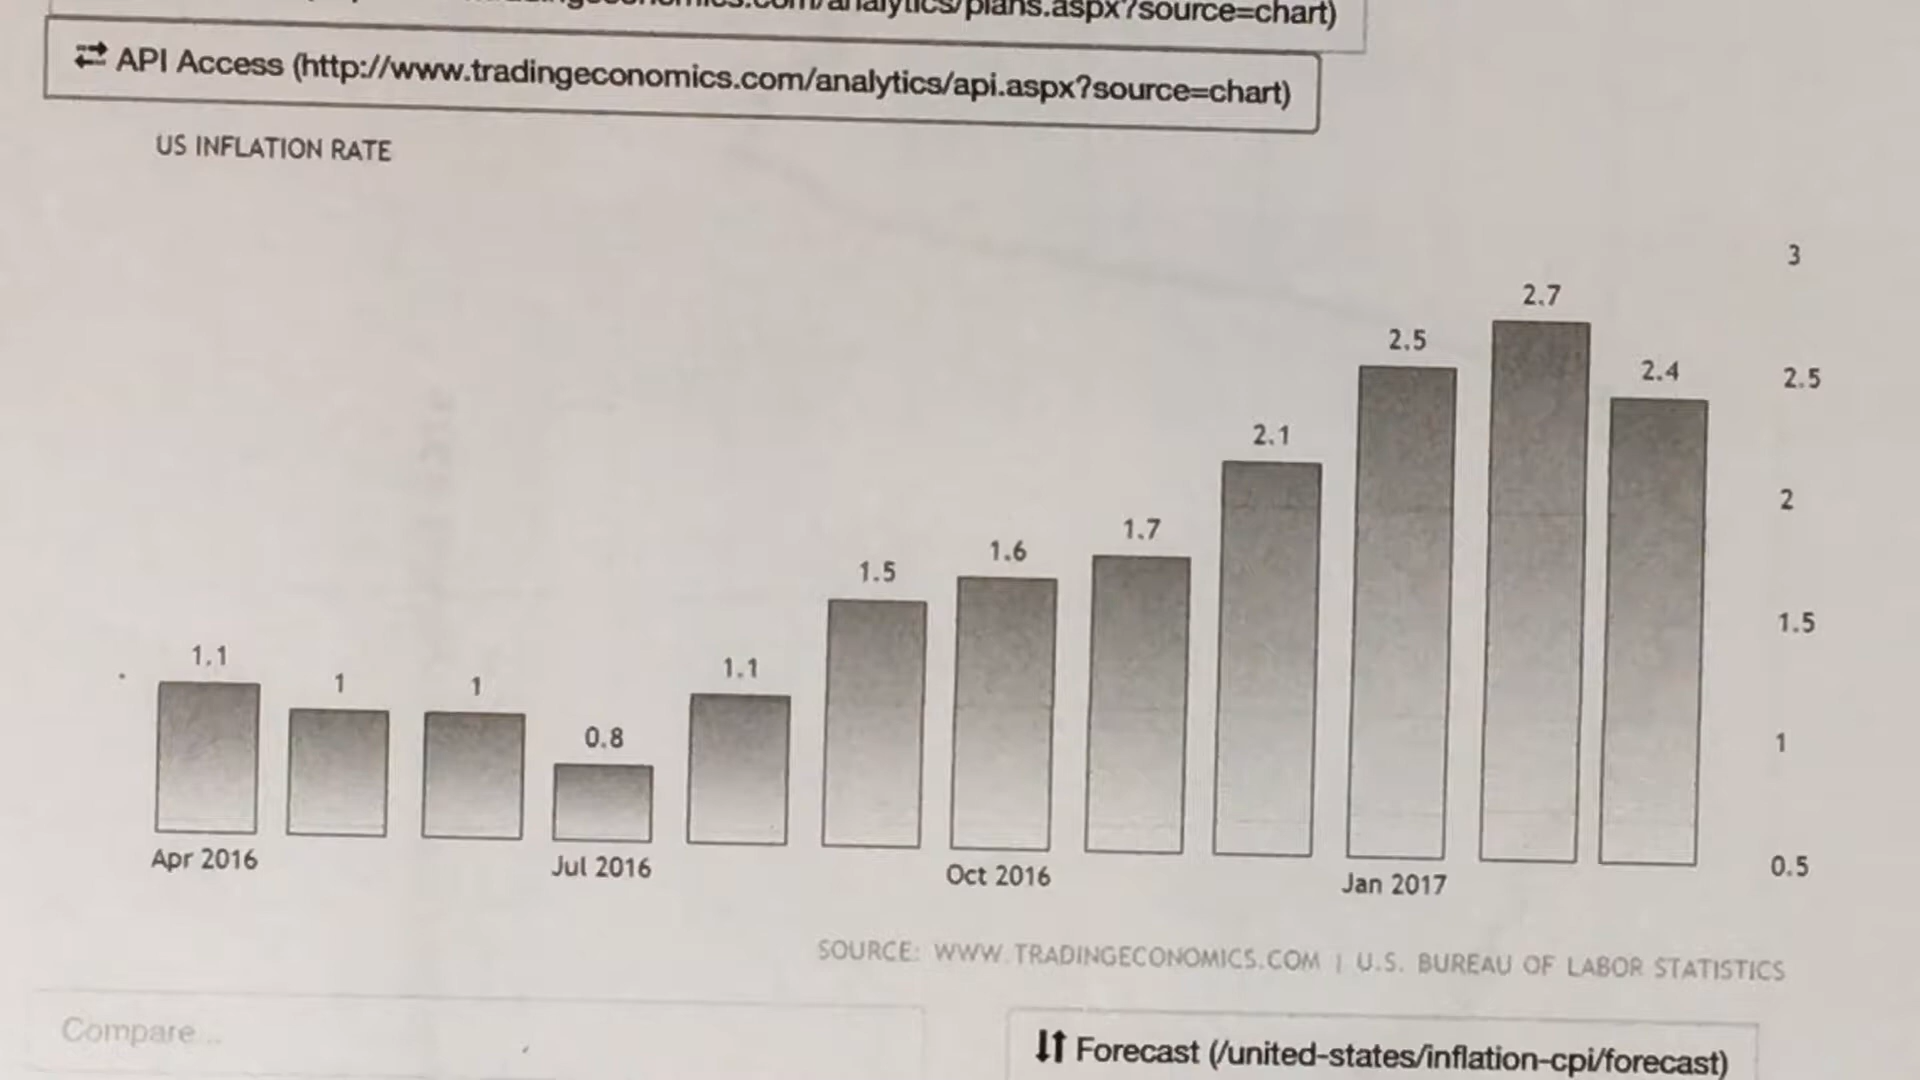 tradingeconomics.com/analytics/plans.aspx?source=chart)
API Access (http://www.tradingeconomics.com/analytics/api.aspx?source=chart)
US INFLATION RATE
3
2.7
2.5
2.4
2.5
2.1
2
1.7
1.6
1.5
1.5
1.1
1
1
1.1
0.8
1
0.5
Apr 2016
Jul 2016
Oct 2016
Jan 2017
SOURCE: WWW.TRADINGECONOMICS.COM | U.S. BUREAU OF LABOR STATISTICS
Compare...
Forecast (/united-states/inflation-cpi/forecast)